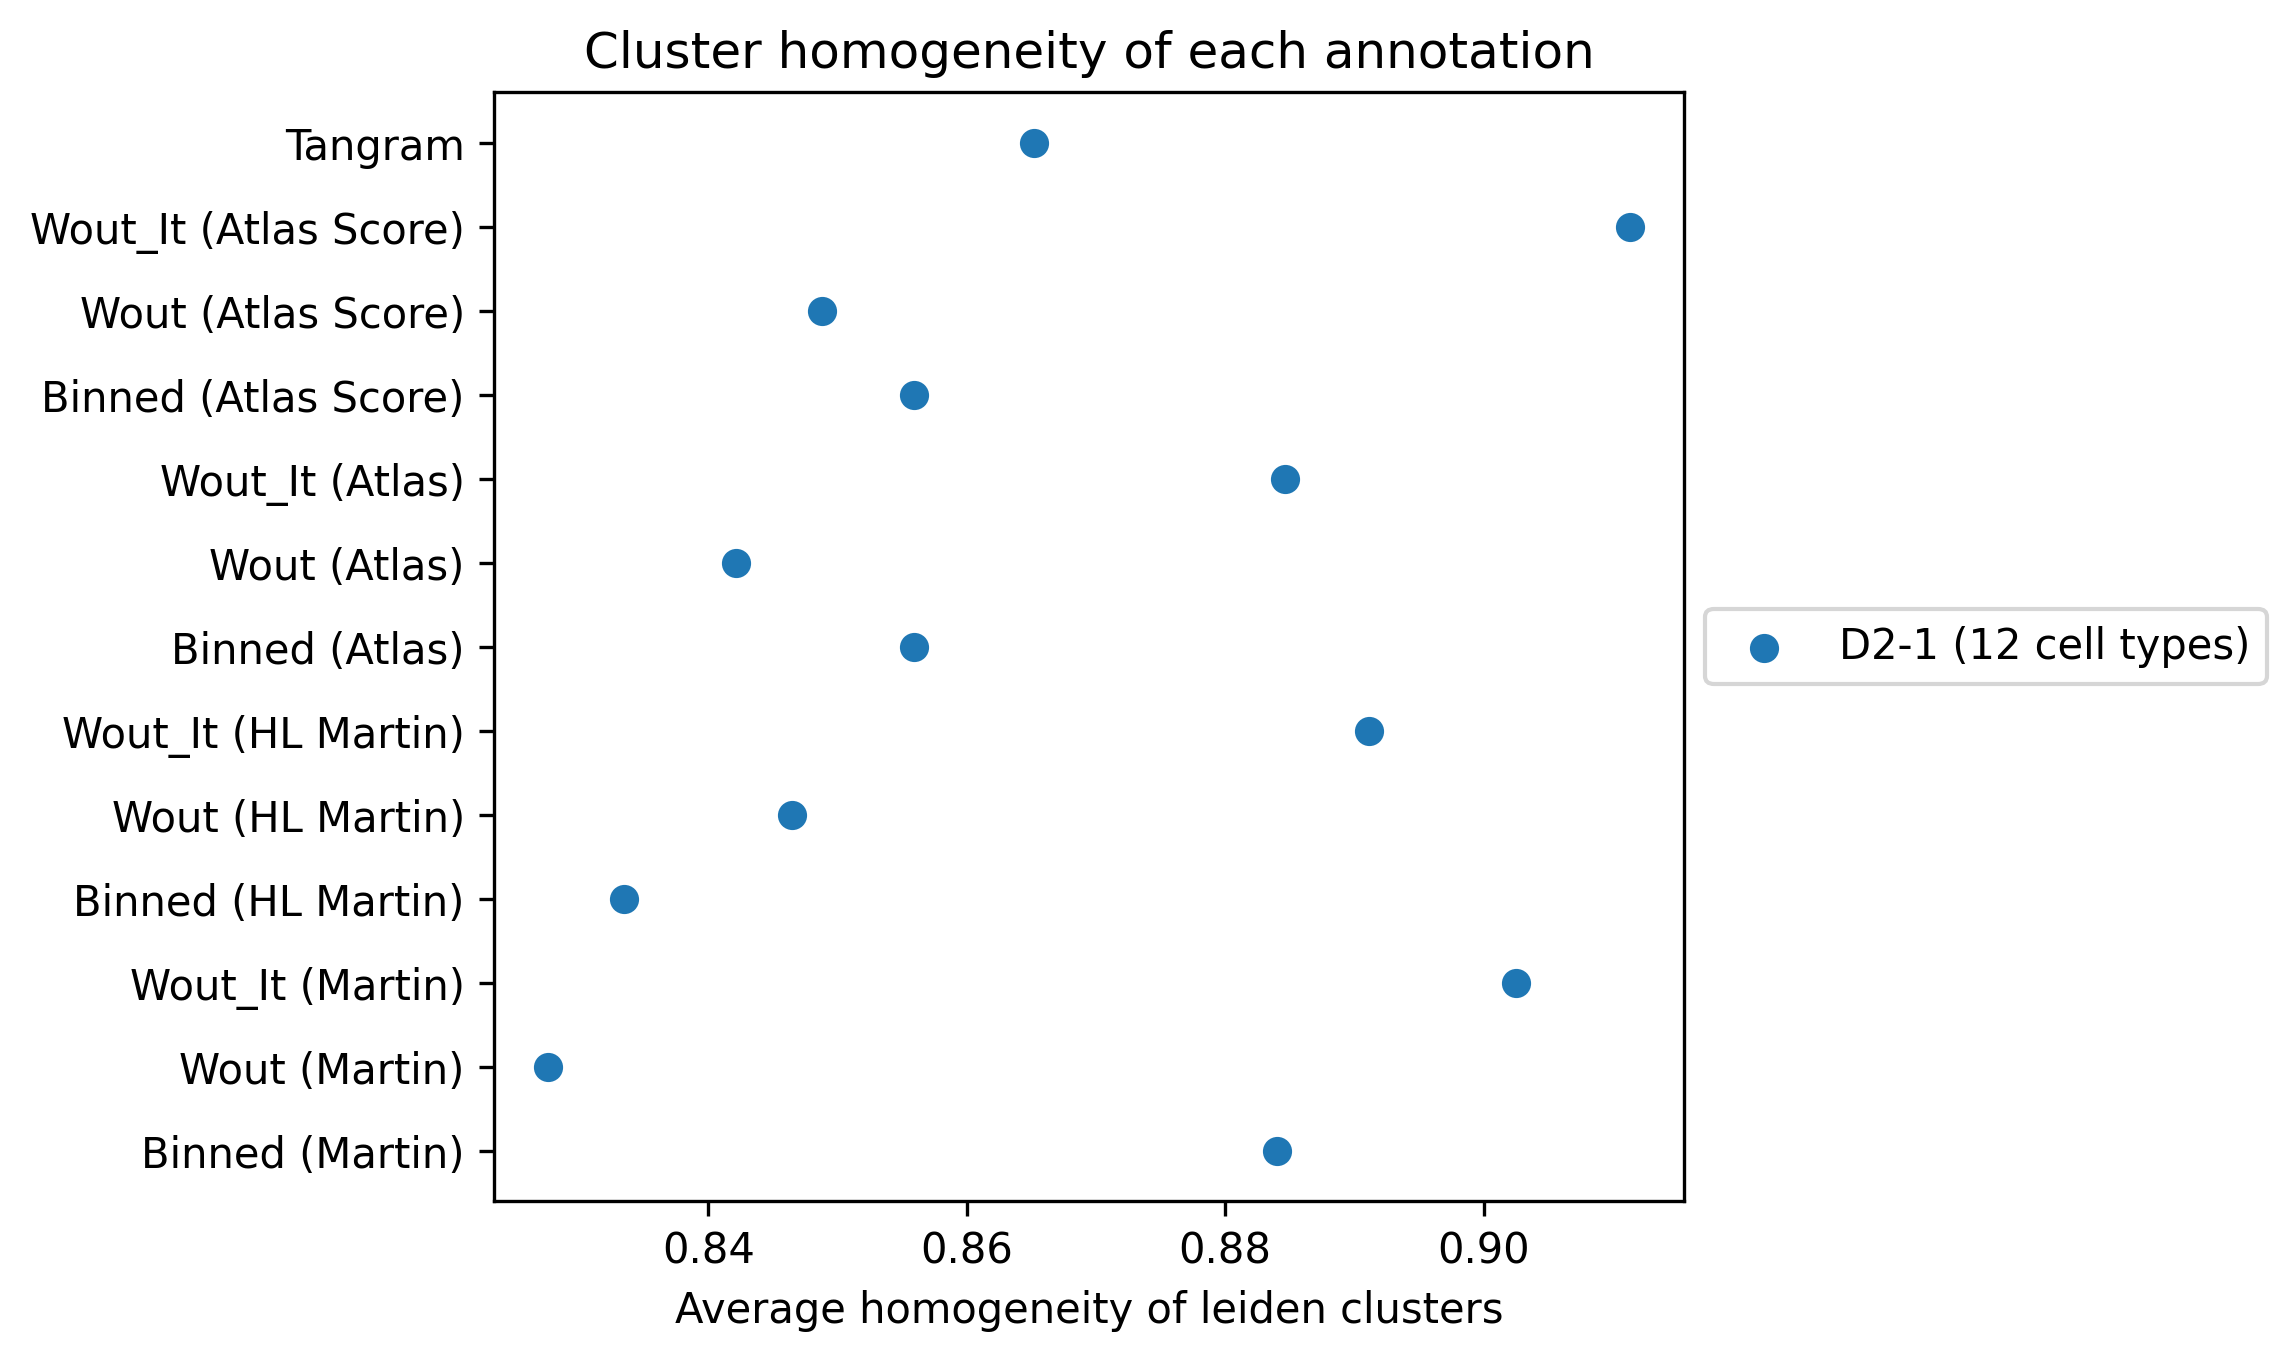 Cluster homogeneity of each annotation
Tangram
Wout_It (Atlas Score)
Wout (Atlas Score)
Binned (Atlas Score)
Wout_It (Atlas)
Wout (Atlas)
Binned (Atlas)
Wout_It (HL Martin)
Wout (HL Martin)
Binned (HL Martin)
Wout_It (Martin)
Wout (Martin)
Binned (Martin)
0.84 0.86 0.88 0.90
Average homogeneity of leiden clusters
D2-1 (12 cell types)